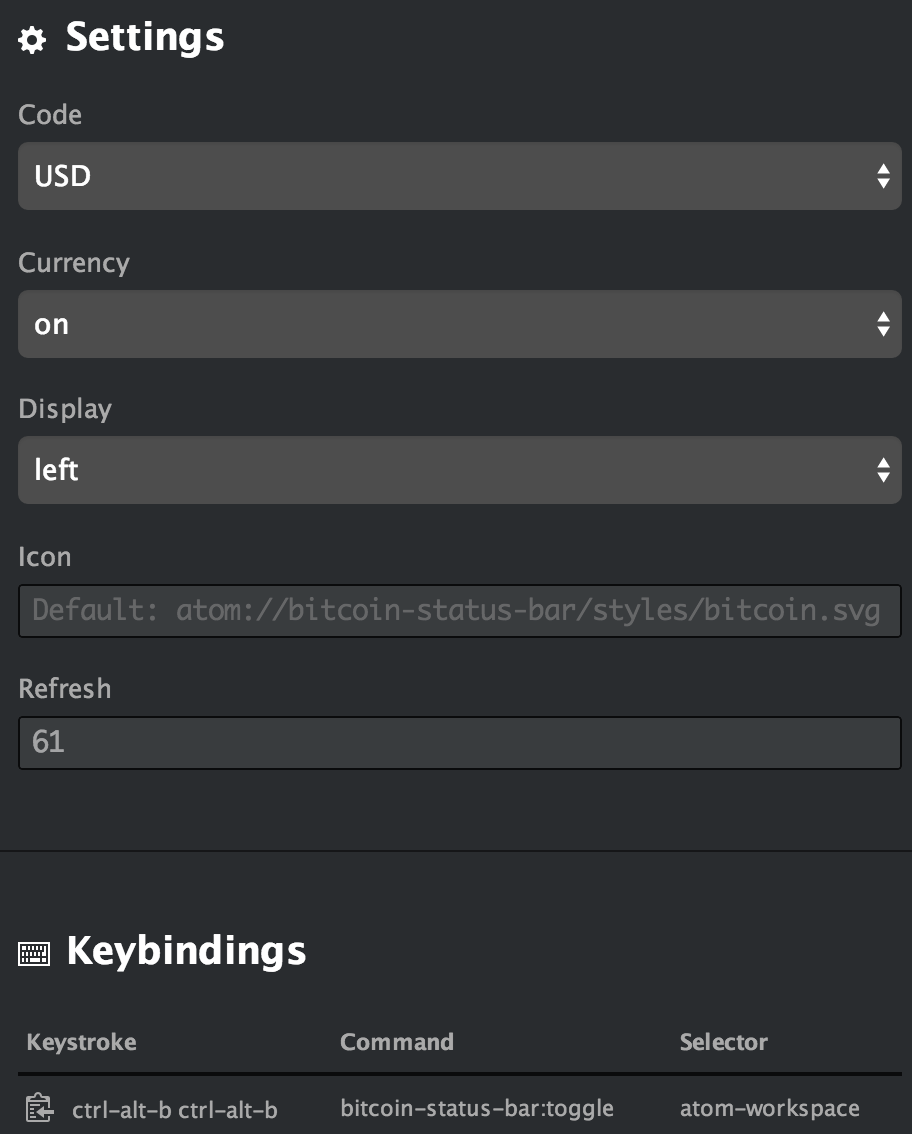 Settings
Code
USD
Currency
on
Display
left
Icon
Default: atom://bitcoin-status-bar/styles/bitcoin.svg
Refresh
61
Keybindings
Keystroke Command Selector
ctrl-alt-b ctrl-alt-b bitcoin-status-bar:toggle atom-workspace